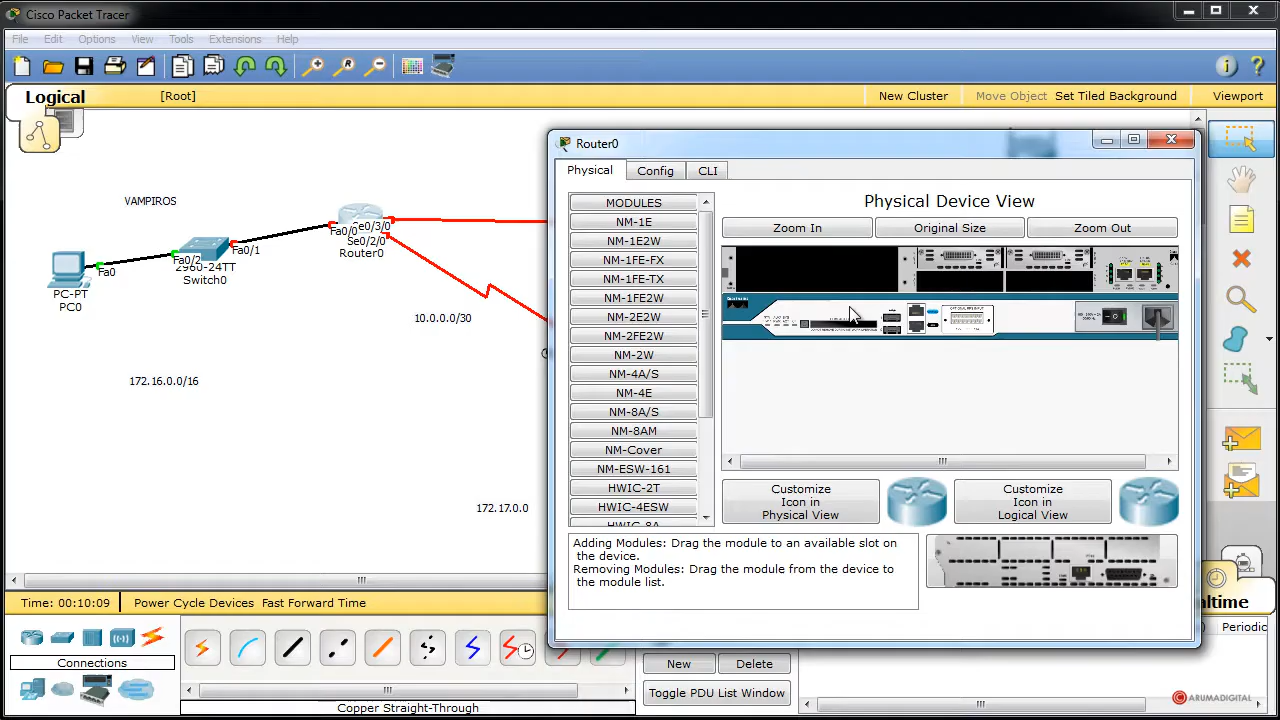 Cisco Packet Tracer
File Edit Options View Tools Extensions Help
Logical
[Root]
New Cluster
Move Object
Set Tiled Background
Viewport
VAMPIROS
Fa0/0
Se0/3/0
Se0/2/0
Router0
Fa0/1
Fa0/2
2960-24TT
Switch0
Fa0
PC-PT
PC0
10.0.0.0/30
172.16.0.0/16
172.17.0.0
Router0
Physical Config CLI
MODULES
NM-1E
NM-1E2W
NM-1FE-FX
NM-1FE-TX
NM-1FE2W
NM-2E2W
NM-2FE2W
NM-2W
NM-4A/S
NM-4E
NM-8A/S
NM-8AM
NM-Cover
NM-ESW-161
HWIC-2T
HWIC-4ESW
HWIC-8A
Physical Device View
Zoom In
Original Size
Zoom Out
Customize
Icon in
Physical View
Customize
Icon in
Logical View
Adding Modules: Drag the module to an available slot on
the device.
Removing Modules: Drag the module from the device to
the module list.
Time: 00:10:09
Power Cycle Devices Fast Forward Time
ltime
Connections
Copper Straight-Through
New
Delete
Toggle PDU List Window
Periodic
ARUMADIGITAL